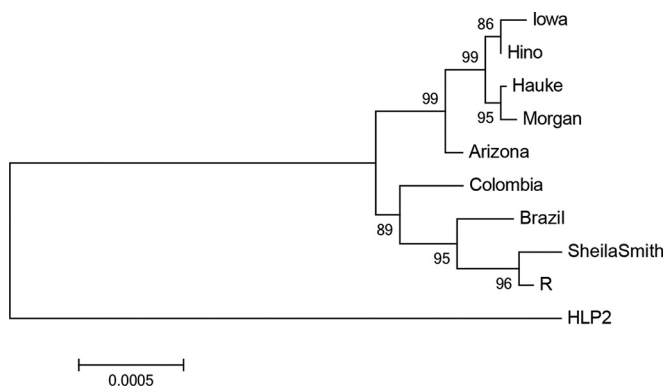 Iowa
86
Hino
99
Hauke
99
95
Morgan
Arizona
Colombia
89
Brazil
95
SheilaSmith
96
R
HLP2
0.0005